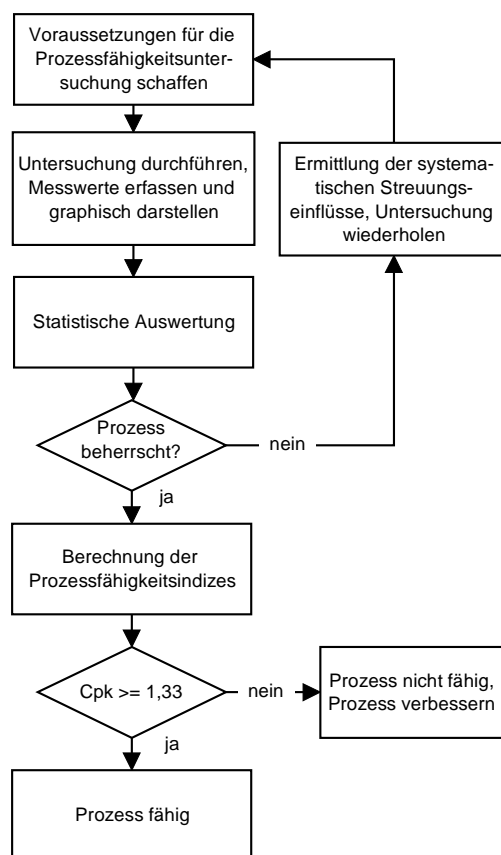 Voraussetzungen für die
Prozessfähigkeitsunter-
suchung schaffen
Untersuchung durchführen,
Messwerte erfassen und
graphisch darstellen
Ermittlung der systema-
tischen Streuungs-
einflüsse, Untersuchung
wiederholen
Statistische Auswertung
Prozess
beherrscht?
nein
ja
Berechnung der
Prozessfähigkeitsindizes
Cpk >= 1,33
nein
Prozess nicht fähig,
Prozess verbessern
ja
Prozess fähig